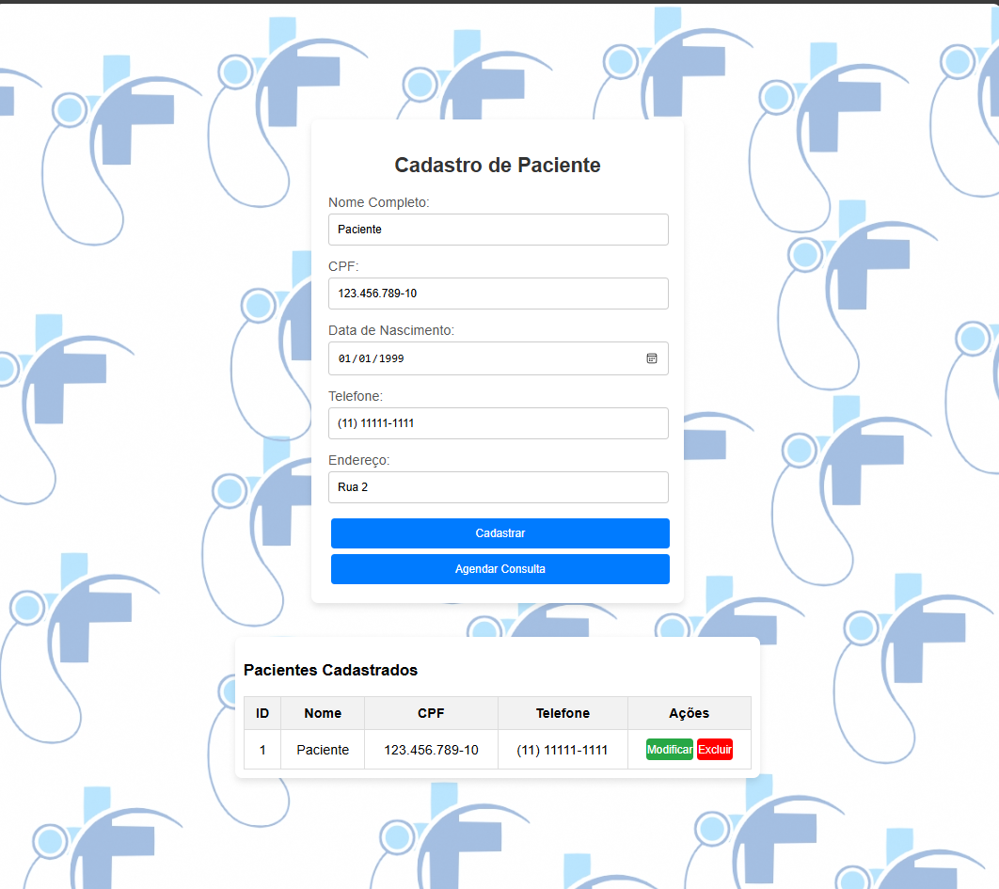 Cadastro de Paciente
Nome Completo:
Paciente
CPF:
123.456.789-10
Data de Nascimento:
01/01/1999
Telefone:
(11) 11111-1111
Endereço:
Rua 2
Cadastrar
Agendar Consulta
Pacientes Cadastrados
ID Nome CPF Telefone Ações
1 Paciente 123.456.789-10 (11) 11111-1111 Modificar Excluir